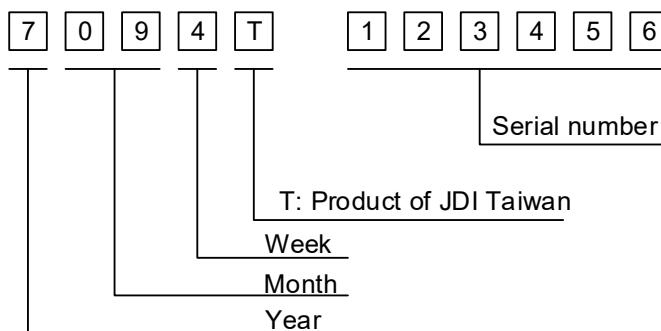 7 0 9 4 T 1 2 3 4 5 6
Serial number
T: Product of JDI Taiwan
Week
Month
Year